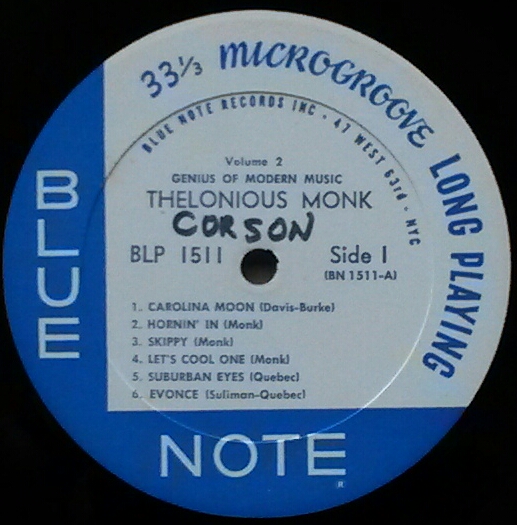 33⅓ MICROGROOVE LONG PLAYING
BLUE NOTE RECORDS INC • 47 WEST 63rd • NYC
Volume 2
GENIUS OF MODERN MUSIC
THELONIOUS MONK
CORSON
BLP 1511 Side 1
(BN 1511-A)
1. CAROLINA MOON (Davis-Burke)
2. HORNIN' IN (Monk)
3. SKIPPY (Monk)
4. LET'S COOL ONE (Monk)
5. SUBURBAN EYES (Quebec)
6. EVONCE (Suliman-Quebec)
BLUE
NOTE
®